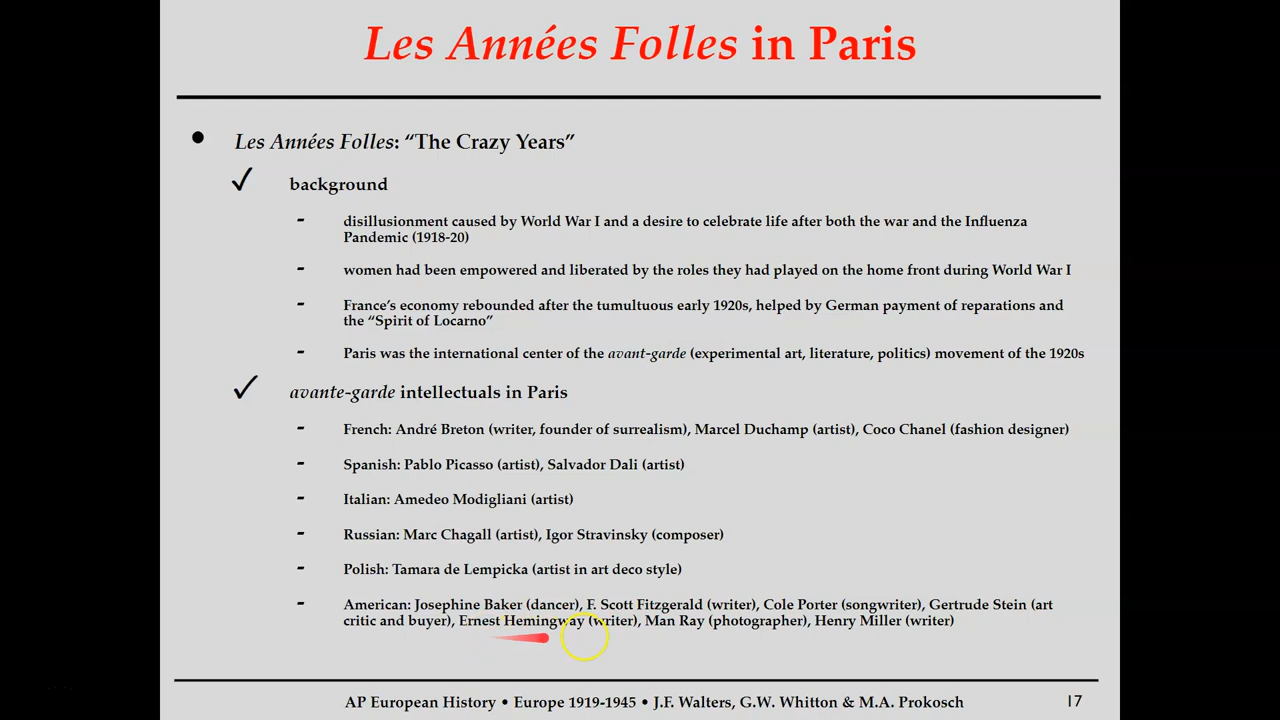 Les Années Folles in Paris
• Les Années Folles: “The Crazy Years”
✓ background
- disillusionment caused by World War I and a desire to celebrate life after both the war and the Influenza
Pandemic (1918-20)
- women had been empowered and liberated by the roles they had played on the home front during World War I
- France’s economy rebounded after the tumultuous early 1920s, helped by German payment of reparations and
the “Spirit of Locarno”
- Paris was the international center of the avant-garde (experimental art, literature, politics) movement of the 1920s
✓ avante-garde intellectuals in Paris
- French: André Breton (writer, founder of surrealism), Marcel Duchamp (artist), Coco Chanel (fashion designer)
- Spanish: Pablo Picasso (artist), Salvador Dali (artist)
- Italian: Amedeo Modigliani (artist)
- Russian: Marc Chagall (artist), Igor Stravinsky (composer)
- Polish: Tamara de Lempicka (artist in art deco style)
- American: Josephine Baker (dancer), F. Scott Fitzgerald (writer), Cole Porter (songwriter), Gertrude Stein (art
critic and buyer), Ernest Hemingway (writer), Man Ray (photographer), Henry Miller (writer)
AP European History • Europe 1919-1945 • J.F. Walters, G.W. Whitton & M.A. Prokosch
17